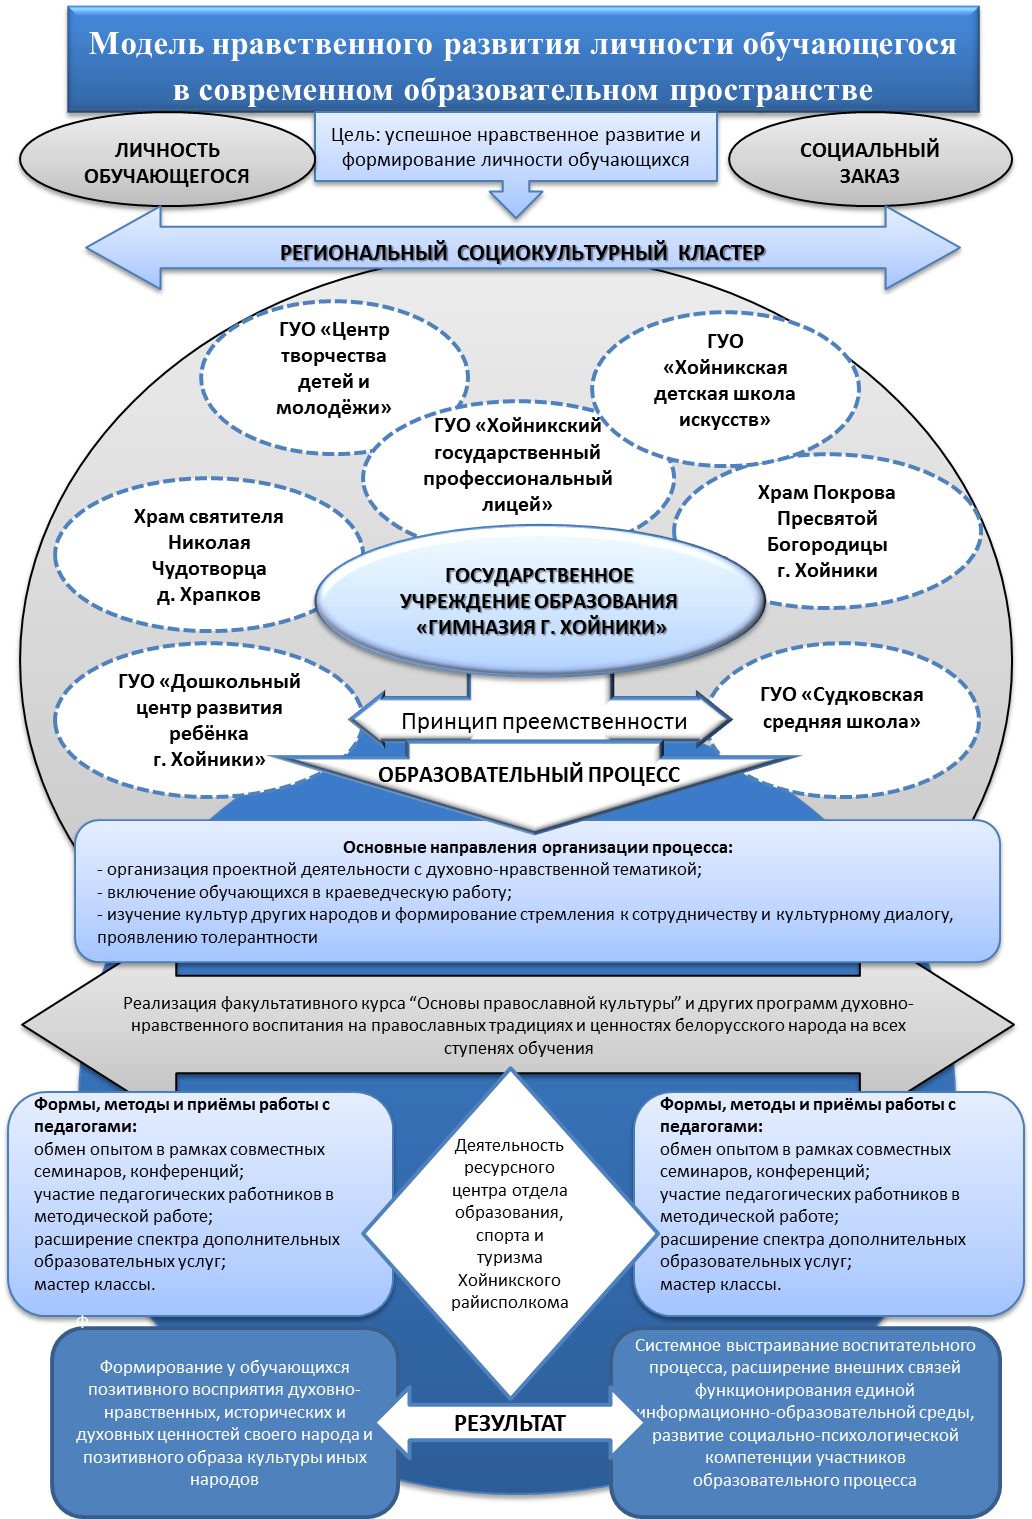 Модель нравственного развития личности обучающегося
в современном образовательном пространстве
ЛИЧНОСТЬ
ОБУЧАЮЩЕГОСЯ
Цель: успешное нравственное развитие и
формирование личности обучающихся
СОЦИАЛЬНЫЙ
ЗАКАЗ
РЕГИОНАЛЬНЫЙ СОЦИОКУЛЬТУРНЫЙ КЛАСТЕР
ГУО «Центр
творчества
детей и
молодёжи»
ГУО
«Хойникская
детская школа
искусств»
ГУО «Хойникский
государственный
профессиональный
лицей»
Храм святителя
Николая
Чудотворца
д. Храпков
Храм Покрова
Пресвятой
Богородицы
г. Хойники
ГОСУДАРСТВЕННОЕ
УЧРЕЖДЕНИЕ ОБРАЗОВАНИЯ
«ГИМНАЗИЯ Г. ХОЙНИКИ»
ГУО «Дошкольный
центр развития
ребёнка
г. Хойники»
Принцип преемственности
ГУО «Судковская
средняя школа»
ОБРАЗОВАТЕЛЬНЫЙ ПРОЦЕСС
Основные направления организации процесса:
- организация проектной деятельности с духовно-нравственной тематикой;
- включение обучающихся в краеведческую работу;
- изучение культур других народов и формирование стремления к сотрудничеству и культурному диалогу,
проявлению толерантности
Реализация факультативного курса “Основы православной культуры” и других программ духовно-
нравственного воспитания на православных традициях и ценностях белорусского народа на всех
ступенях обучения
Формы, методы и приёмы работы с
педагогами:
обмен опытом в рамках совместных
семинаров, конференций;
участие педагогических работников в
методической работе;
расширение спектра дополнительных
образовательных услуг;
мастер классы.
Деятельность
ресурсного
центра отдела
образования,
спорта и
туризма
Хойникского
райисполкома
Формы, методы и приёмы работы с
педагогами:
обмен опытом в рамках совместных
семинаров, конференций;
участие педагогических работников в
методической работе;
расширение спектра дополнительных
образовательных услуг;
мастер классы.
ф
Формирование у обучающихся
позитивного восприятия духовно-
нравственных, исторических и
духовных ценностей своего народа и
позитивного образа культуры иных
народов
РЕЗУЛЬТАТ
Системное выстраивание воспитательного
процесса, расширение внешних связей
функционирования единой
информационно-образовательной среды,
развитие социально-психологической
компетенции участников
образовательного процесса